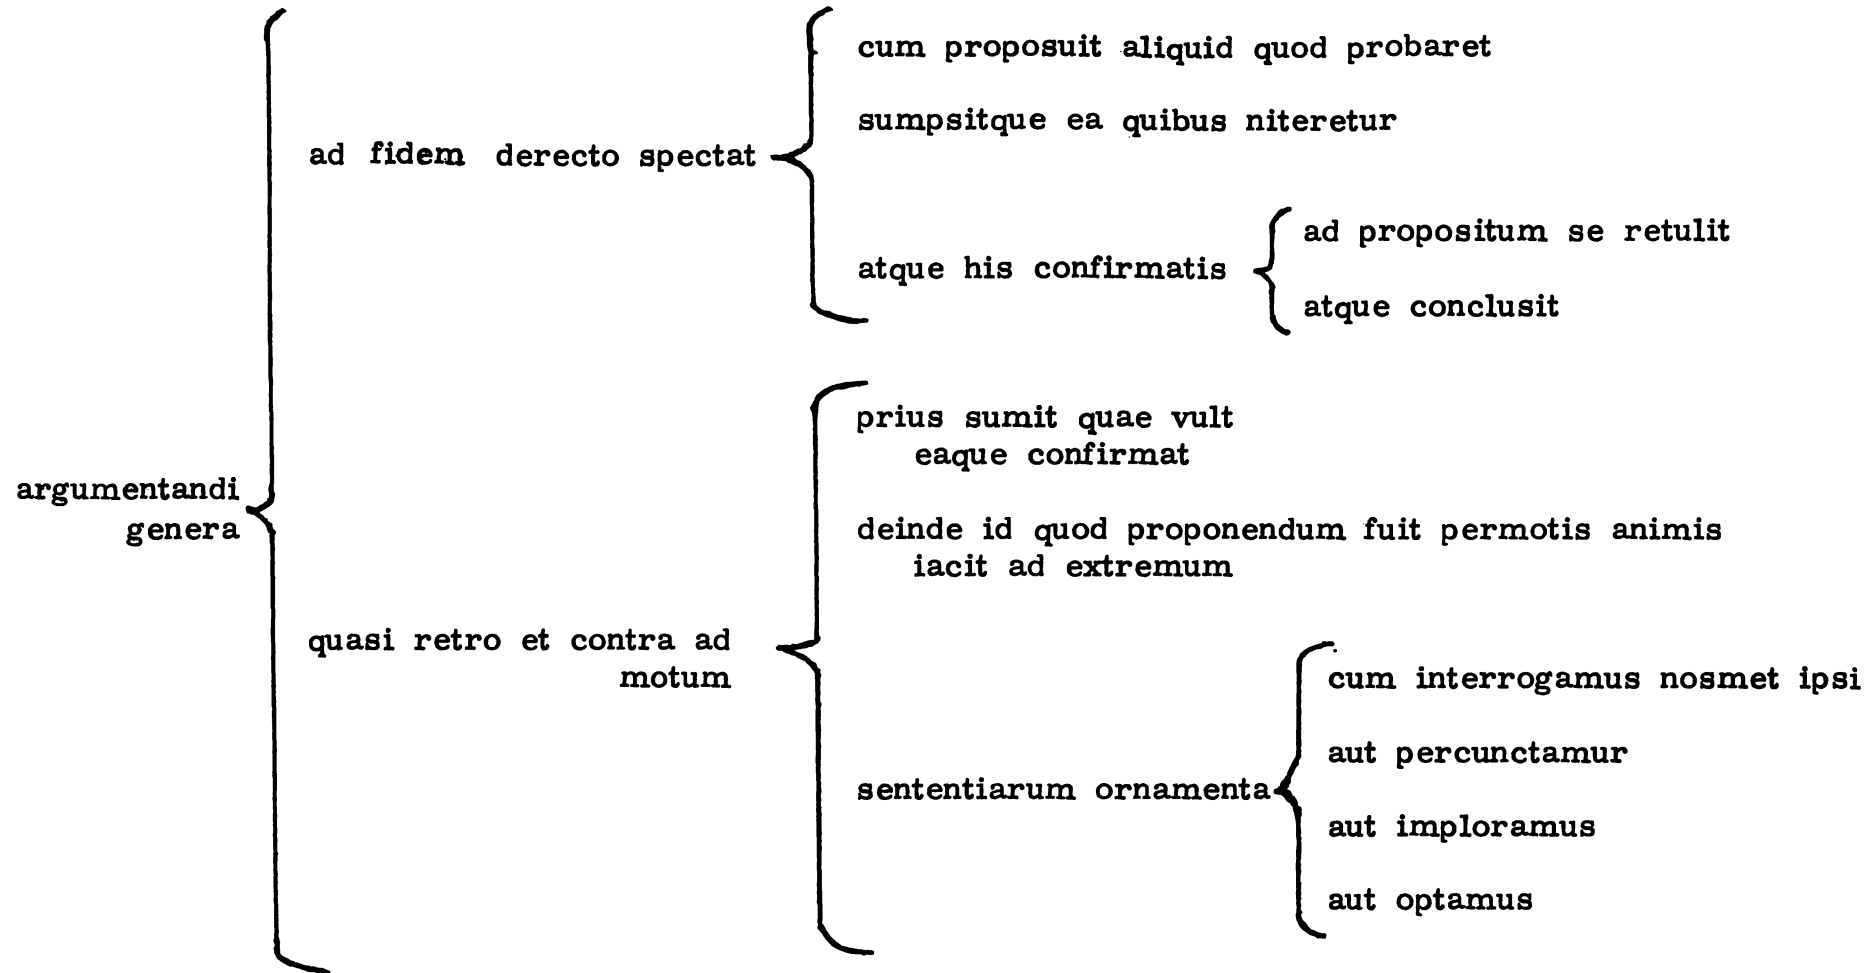 argumentandi
genera
ad fidem derecto spectat
cum proposuit aliquid quod probaret
sumpsitque ea quibus niteretur
atque his confirmatis
ad propositum se retulit
atque conclusit
quasi retro et contra ad
motum
prius sumit quae vult
eaque confirmat
deinde id quod proponendum fuit permotis animis
iacit ad extremum
sententiarum ornamenta
cum interrogamus nosmet ipsi
aut percunctamur
aut imploramus
aut optamus